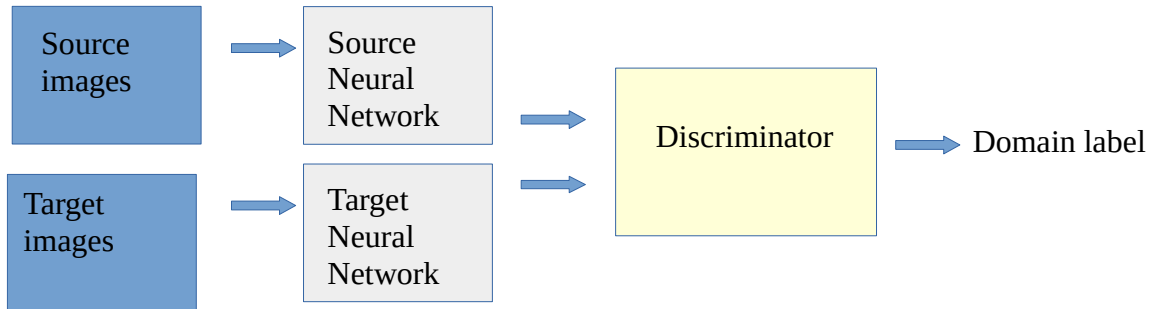 Source
images
Source
Neural
Network
Discriminator
Domain label
Target
images
Target
Neural
Network